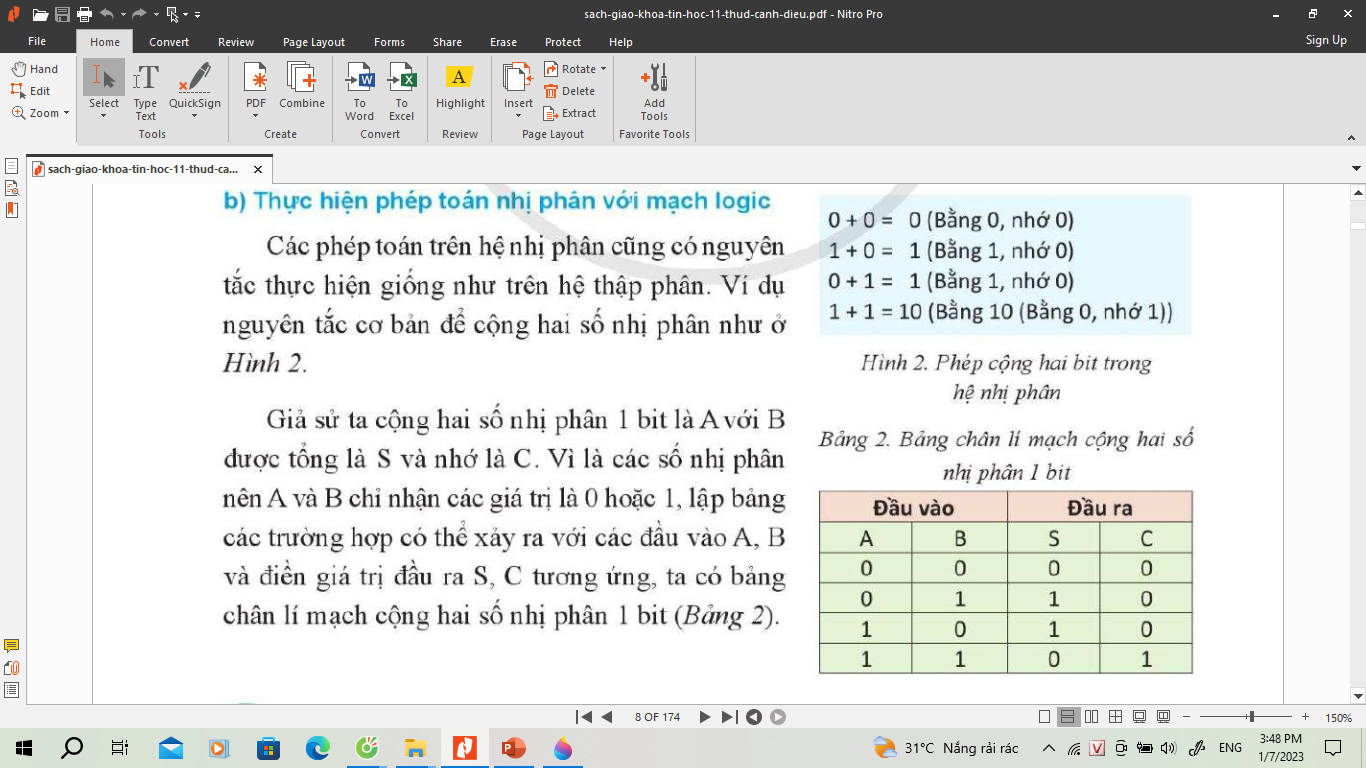 sach-giao-khoa-tin-hoc-11-thud-canh-dieu.pdf - Nitro Pro
File Home Convert Review Page Layout Forms Share Erase Protect Help Sign Up
Hand
Edit
Zoom
Select
Type Text
QuickSign
Tools
PDF
Combine
Create
To Word
To Excel
Convert
Highlight
Review
Insert
Rotate
Delete
Extract
Page Layout
Add Tools
Favorite Tools
sach-giao-khoa-tin-hoc-11-thud-ca...
b) Thực hiện phép toán nhị phân với mạch logic
Các phép toán trên hệ nhị phân cũng có nguyên
tắc thực hiện giống như trên hệ thập phân. Ví dụ
nguyên tắc cơ bản để cộng hai số nhị phân như ở
Hình 2.
Giả sử ta cộng hai số nhị phân 1 bit là A với B
được tổng là S và nhớ là C. Vì là các số nhị phân
nên A và B chỉ nhận các giá trị là 0 hoặc 1, lập bảng
các trường hợp có thể xảy ra với các đầu vào A, B
và điền giá trị đầu ra S, C tương ứng, ta có bảng
chân lí mạch cộng hai số nhị phân 1 bit (Bảng 2).
0 + 0 = 0 (Bằng 0, nhớ 0)
1 + 0 = 1 (Bằng 1, nhớ 0)
0 + 1 = 1 (Bằng 1, nhớ 0)
1 + 1 = 10 (Bằng 10 (Bằng 0, nhớ 1))
Hình 2. Phép cộng hai bit trong
hệ nhị phân
Bảng 2. Bảng chân lí mạch cộng hai số
nhị phân 1 bit
Đầu vào Đầu ra
A B S C
0 0 0 0
0 1 1 0
1 0 1 0
1 1 0 1
8 OF 174
150%
31°C Nắng rải rác
ENG
3:48 PM
1/7/2023